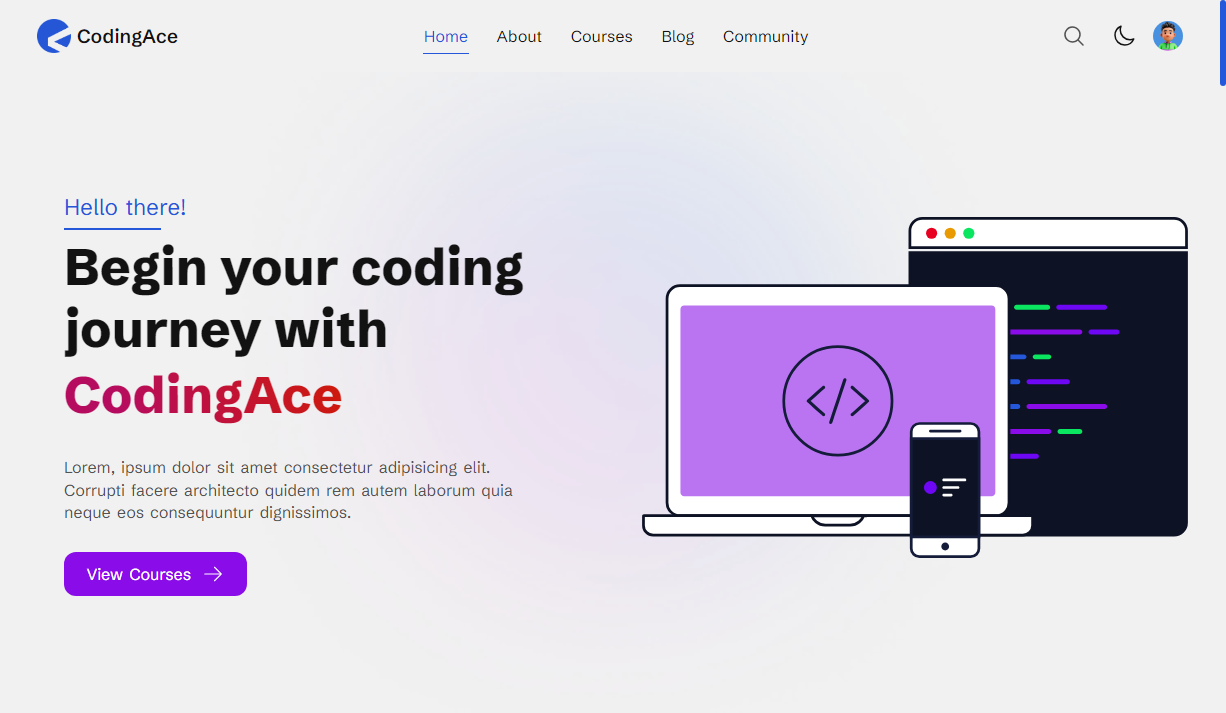 CodingAce
Home
About
Courses
Blog
Community
Hello there!
Begin your coding
journey with
CodingAce
Lorem, ipsum dolor sit amet consectetur adipisicing elit.
Corrupti facere architecto quidem rem autem laborum quia
neque eos consequuntur dignissimos.
View Courses
</>